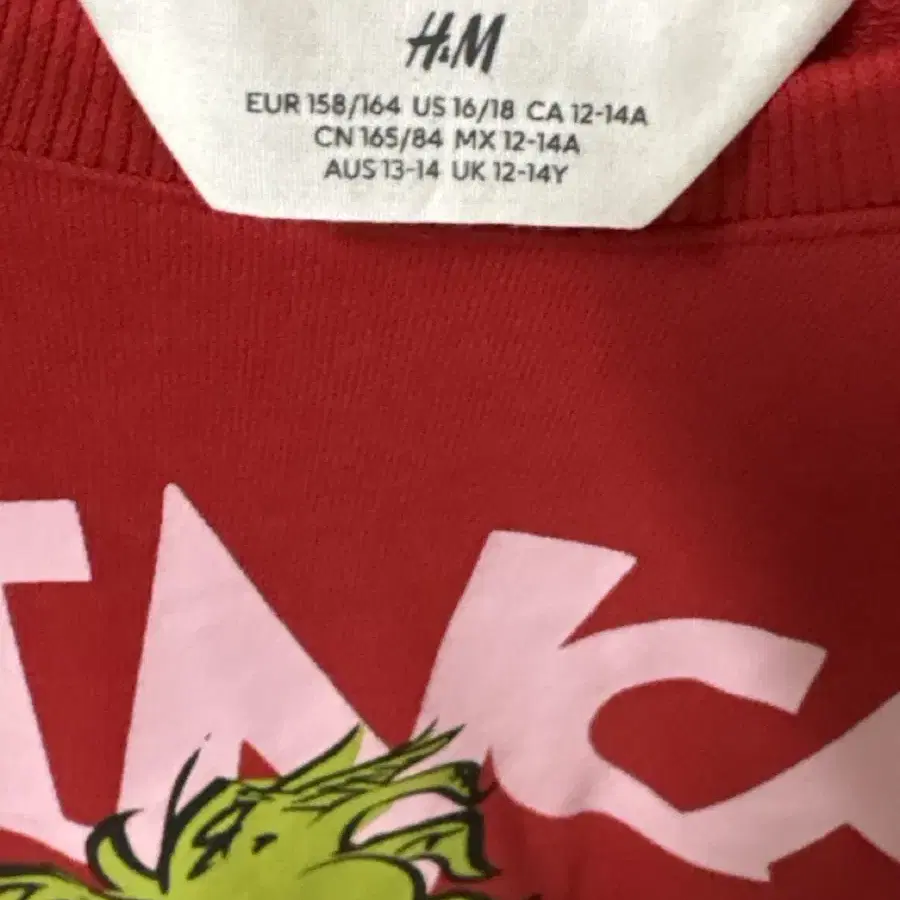 H&M
EUR 158/164 US 16/18 CA 12-14A
CN 165/84 MX 12-14A
AUS 13-14 UK 12-14Y
INC